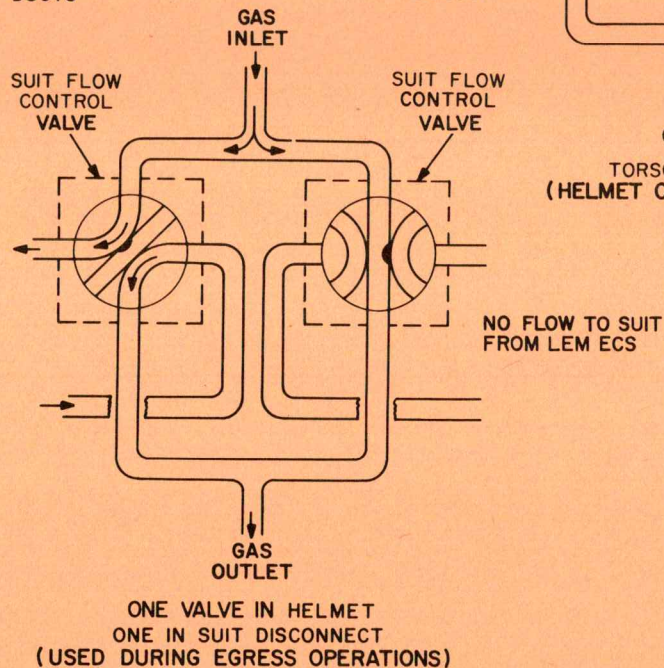 GAS
INLET
SUIT FLOW
CONTROL
VALVE
SUIT FLOW
CONTROL
VALVE
(HELMET
NO FLOW TO SUIT
FROM LEM ECS
GAS
OUTLET
ONE VALVE IN HELMET
ONE IN SUIT DISCONNECT
(USED DURING EGRESS OPERATIONS)